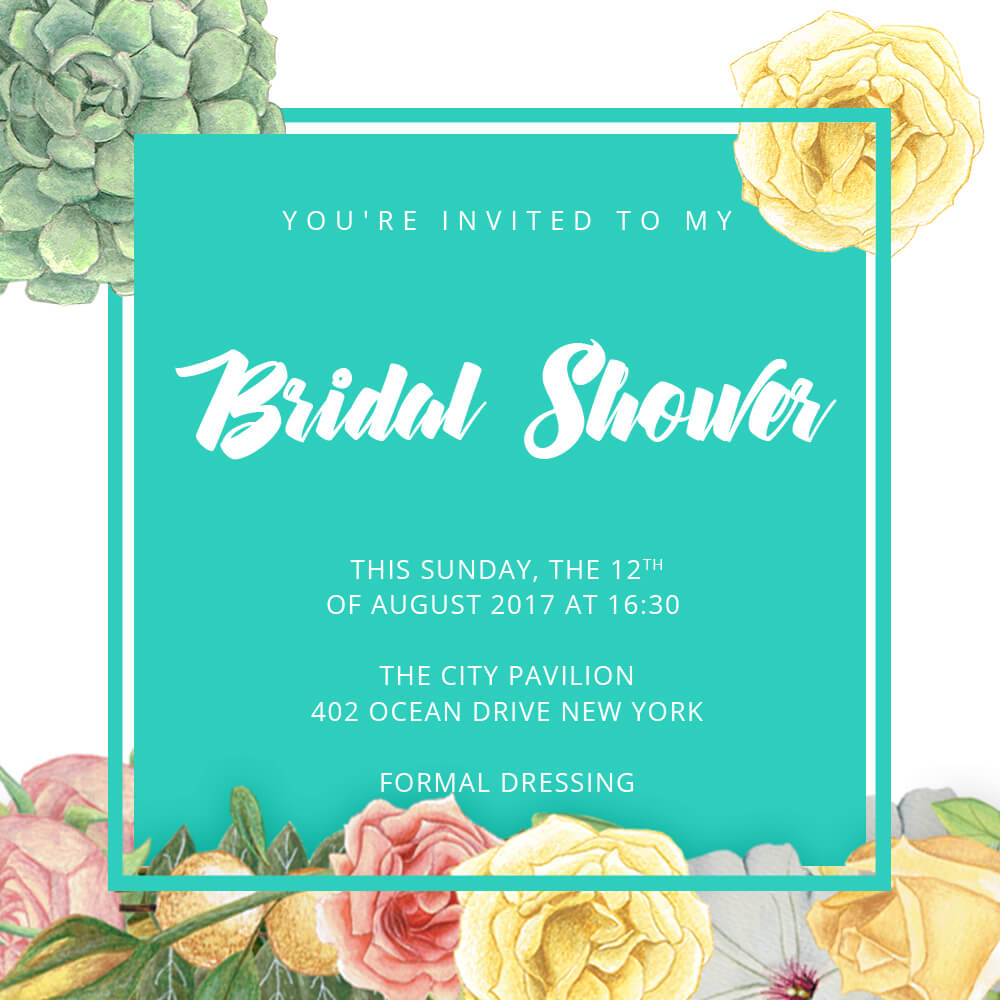 YOU'RE INVITED TO MY
Bridal Shower
THIS SUNDAY, THE 12TH
OF AUGUST 2017 AT 16:30
THE CITY PAVILION
402 OCEAN DRIVE NEW YORK
FORMAL DRESSING